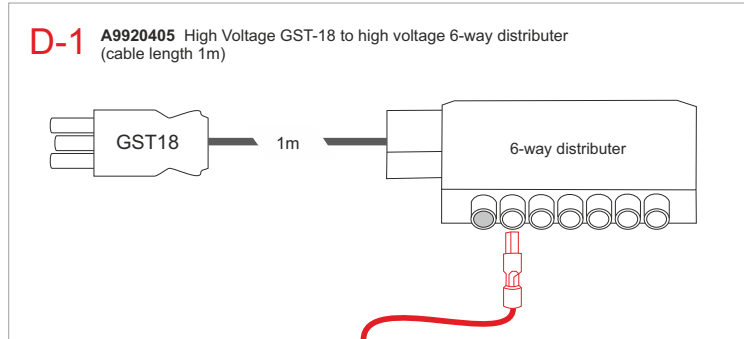 D-1 A9920405 High Voltage GST-18 to high voltage 6-way distributer
(cable length 1m)
GST18
1m
6-way distributer